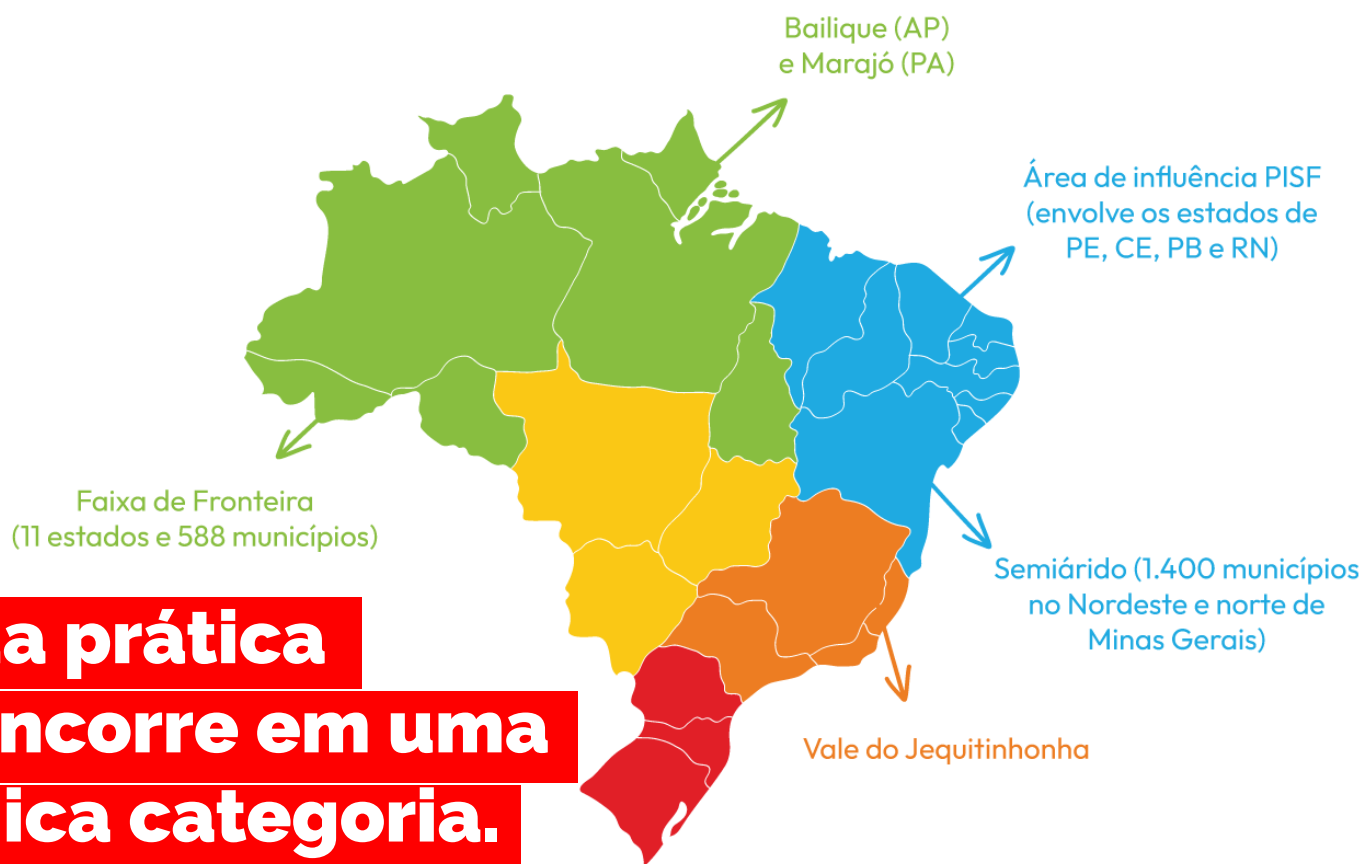 Bailique (AP)
e Marajó (PA)
Área de influência PISF
(envolve os estados de
PE, CE, PB e RN)
Faixa de Fronteira
(11 estados e 588 municípios)
Semiárido (1.400 municípios
no Nordeste e norte de
Minas Gerais)
a prática
ncorre em uma
ica categoria.
Vale do Jequitinhonha